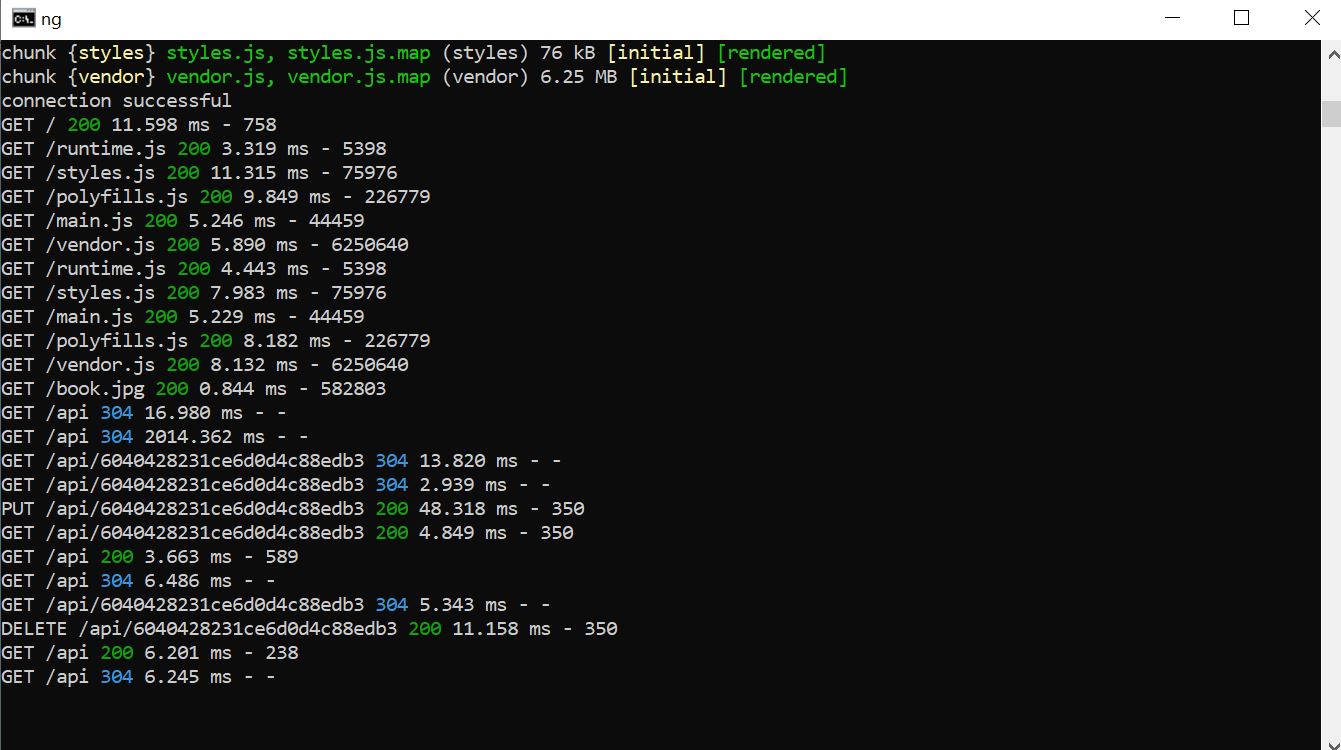 ng
chunk {styles} styles.js, styles.js.map (styles) 76 kB [initial] [rendered]
chunk {vendor} vendor.js, vendor.js.map (vendor) 6.25 MB [initial] [rendered]
connection successful
GET / 200 11.598 ms - 758
GET /runtime.js 200 3.319 ms - 5398
GET /styles.js 200 11.315 ms - 75976
GET /polyfills.js 200 9.849 ms - 226779
GET /main.js 200 5.246 ms - 44459
GET /vendor.js 200 5.890 ms - 6250640
GET /runtime.js 200 4.443 ms - 5398
GET /styles.js 200 7.983 ms - 75976
GET /main.js 200 5.229 ms - 44459
GET /polyfills.js 200 8.182 ms - 226779
GET /vendor.js 200 8.132 ms - 6250640
GET /book.jpg 200 0.844 ms - 582803
GET /api 304 16.980 ms - -
GET /api 304 2014.362 ms - -
GET /api/6040428231ce6d0d4c88edb3 304 13.820 ms - -
GET /api/6040428231ce6d0d4c88edb3 304 2.939 ms - -
PUT /api/6040428231ce6d0d4c88edb3 200 48.318 ms - 350
GET /api/6040428231ce6d0d4c88edb3 200 4.849 ms - 350
GET /api 200 3.663 ms - 589
GET /api 304 6.486 ms - -
GET /api/6040428231ce6d0d4c88edb3 304 5.343 ms - -
DELETE /api/6040428231ce6d0d4c88edb3 200 11.158 ms - 350
GET /api 200 6.201 ms - 238
GET /api 304 6.245 ms - -